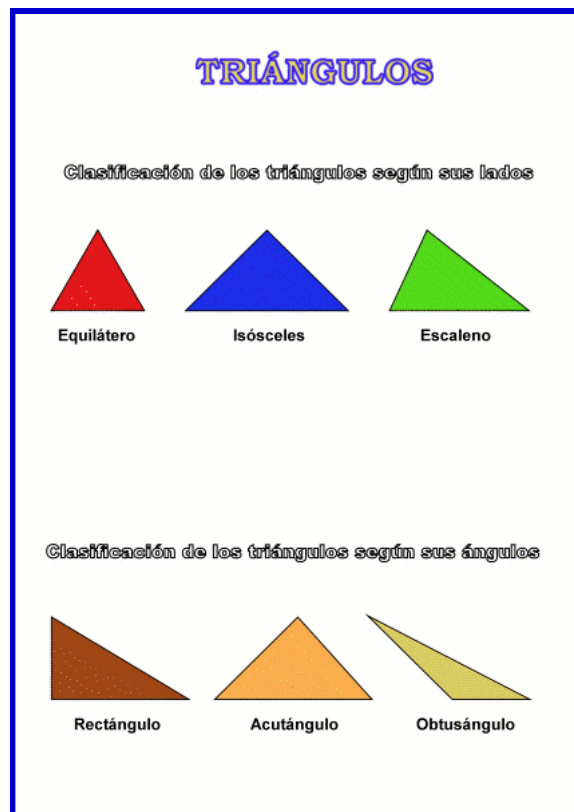 TRIÁNGULOS
Clasificación de los triángulos según sus lados
Equilátero Isósceles Escaleno
Clasificación de los triángulos según sus ángulos
Rectángulo Acutángulo Obtusángulo